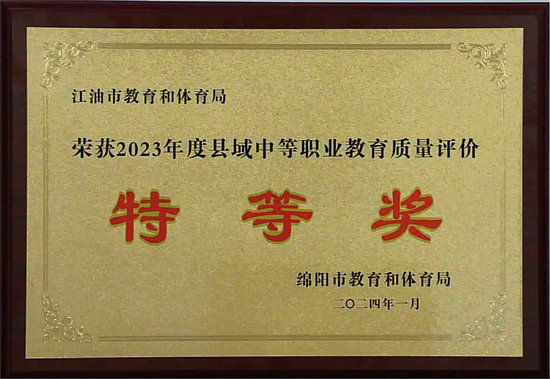 江油市教育和体育局
荣获2023年度县域中等职业教育质量评价
特等奖
绵阳市教育和体育局
二〇二四年一月